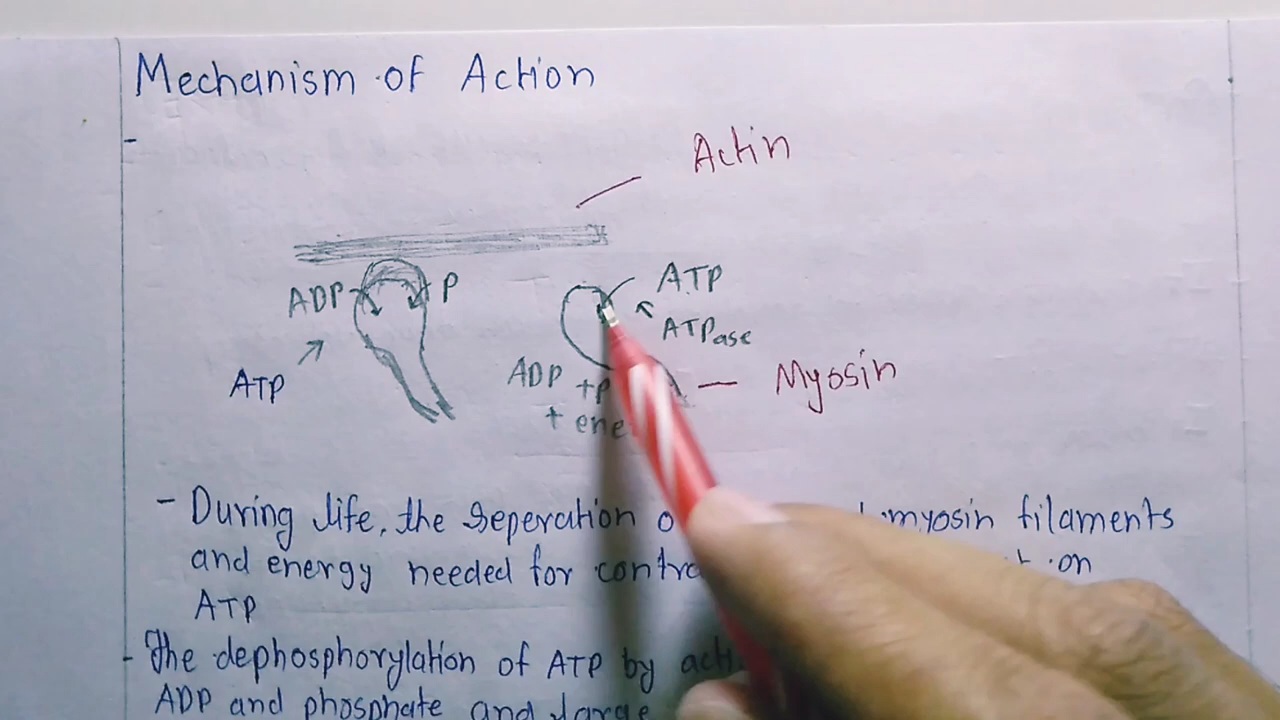 Mechanism of Action
-
Actin
ADP P
ATP
ATPase
ATP
ADP
+P
+ ene
Myosin
- During life, the seperation o myosin filaments
and energy needed for contra on
ATP
- The dephosphorylation of ATP by act
ADP and phosphate and large